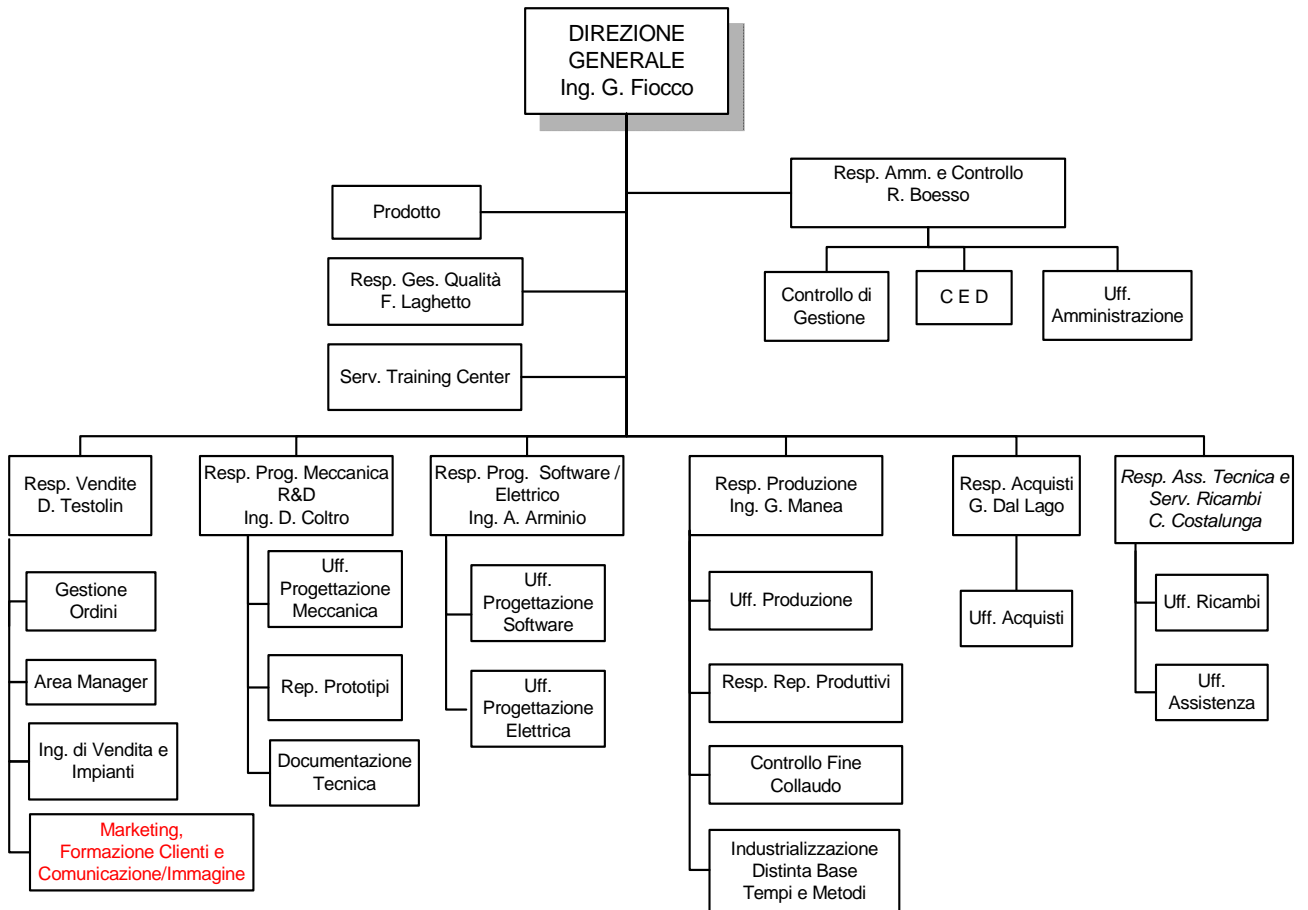 DIREZIONE
GENERALE
Ing. G. Fiocco
Resp. Amm. e Controllo
R. Boesso
Prodotto
Resp. Ges. Qualità
F. Laghetto
Controllo di
Gestione
C E D
Uff.
Amministrazione
Serv. Training Center
Resp. Vendite
D. Testolin
Resp. Prog. Meccanica
R&D
Ing. D. Coltro
Resp. Prog. Software /
Elettrico
Ing. A. Arminio
Resp. Produzione
Ing. G. Manea
Resp. Acquisti
G. Dal Lago
Resp. Ass. Tecnica e
Serv. Ricambi
C. Costalunga
Gestione
Ordini
Uff.
Progettazione
Meccanica
Uff.
Progettazione
Software
Uff. Produzione
Uff. Acquisti
Uff. Ricambi
Area Manager
Rep. Prototipi
Uff.
Progettazione
Elettrica
Resp. Rep. Produttivi
Uff.
Assistenza
Ing. di Vendita e
Impianti
Documentazione
Tecnica
Controllo Fine
Collaudo
Marketing,
Formazione Clienti e
Comunicazione/Immagine
Industrializzazione
Distinta Base
Tempi e Metodi